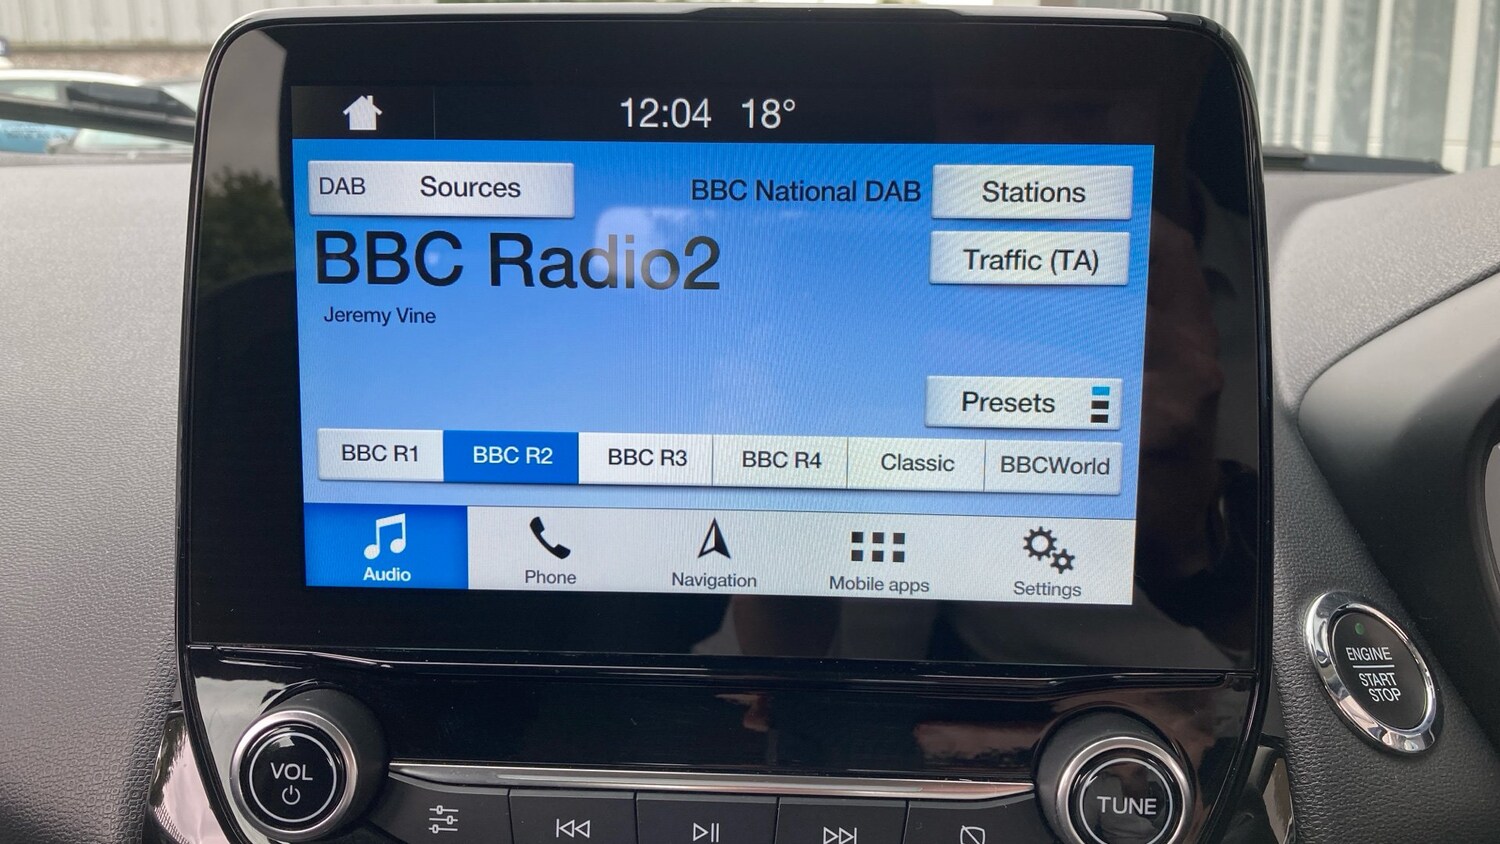 12:04 18°
DAB Sources
BBC National DAB
Stations
BBC Radio2
Traffic (TA)
Jeremy Vine
Presets
BBC R1
BBC R2
BBC R3
BBC R4
Classic
BBCWorld
Audio
Phone
Navigation
Mobile apps
Settings
ENGINE
START
STOP
VOL
TUNE